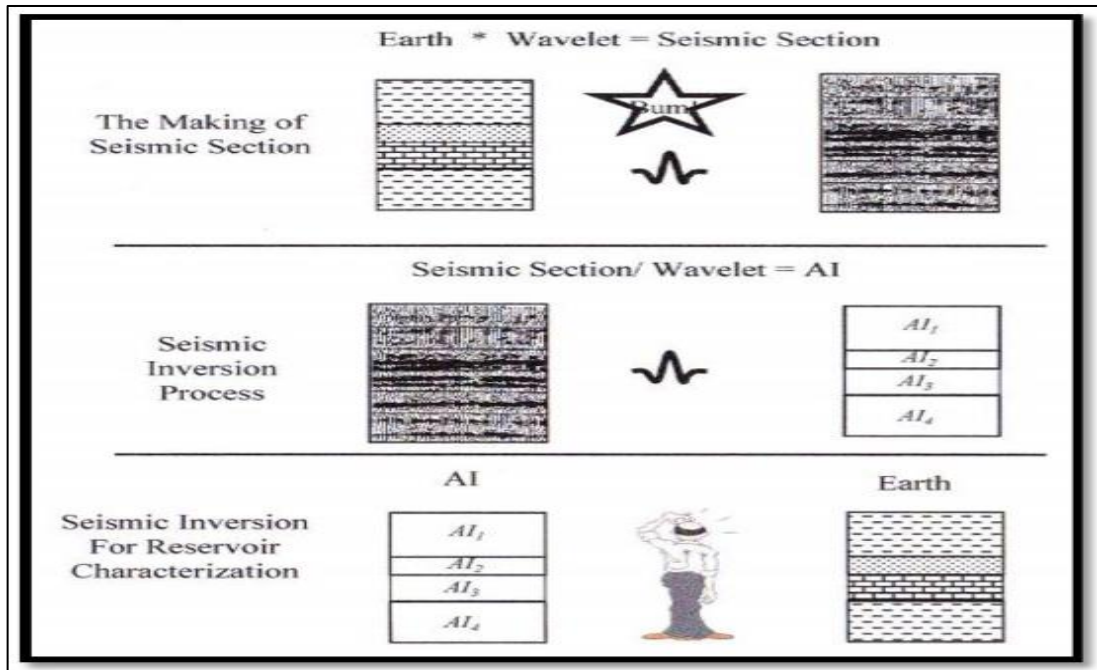 Earth * Wavelet = Seismic Section
The Making of
Seismic Section
Bum!
Seismic Section/ Wavelet = AI
Seismic
Inversion
Process
AI₁
AI₂
AI₃
AI₄
AI
Earth
Seismic Inversion
For Reservoir
Characterization
AI₁
AI₂
AI₃
AI₄